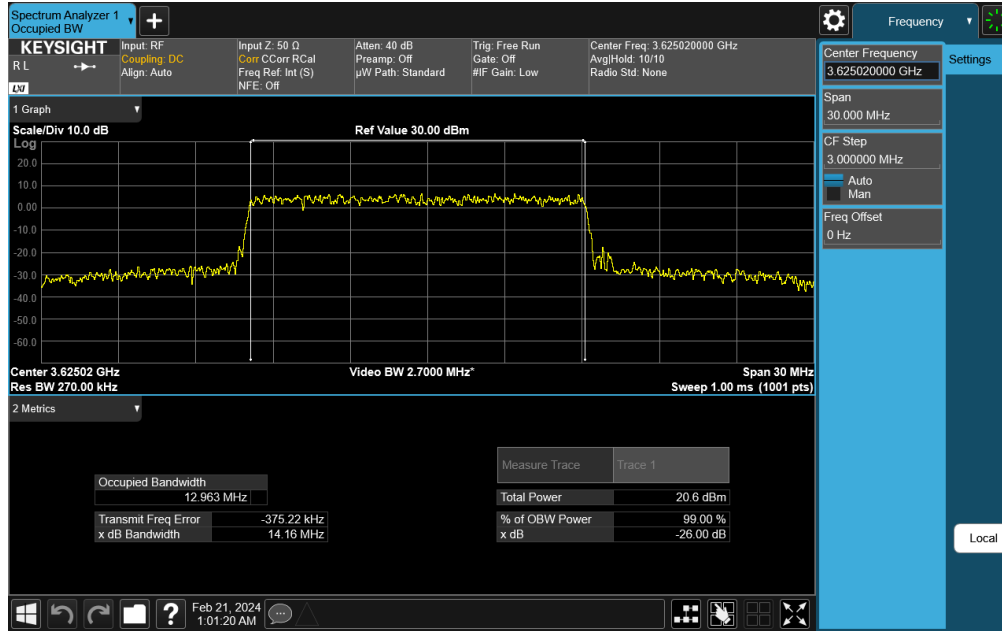 Spectrum Analyzer 1
Occupied BW
Frequency
KEYSIGHT
R L
LXI
Input: RF
Coupling: DC
Align: Auto
Input Z: 50 Ω
Corr CCorr RCal
Freq Ref: Int (S)
NFE: Off
Atten: 40 dB
Preamp: Off
µW Path: Standard
Trig: Free Run
Gate: Off
#IF Gain: Low
Center Freq: 3.625020000 GHz
Avg|Hold: 10/10
Radio Std: None
Center Frequency
3.625020000 GHz
Settings
Span
30.000 MHz
CF Step
3.000000 MHz
Auto
Man
Freq Offset
0 Hz
Local
1 Graph
Scale/Div 10.0 dB
Ref Value 30.00 dBm
Log
20.0
10.0
0.00
-10.0
-20.0
-30.0
-40.0
-50.0
-60.0
Center 3.62502 GHz
Video BW 2.7000 MHz*
Span 30 MHz
Res BW 270.00 kHz
Sweep 1.00 ms (1001 pts)
2 Metrics
Measure Trace
Trace 1
Occupied Bandwidth
12.963 MHz
Total Power
20.6 dBm
Transmit Freq Error
-375.22 kHz
% of OBW Power
99.00 %
x dB Bandwidth
14.16 MHz
x dB
-26.00 dB
Feb 21, 2024
1:01:20 AM